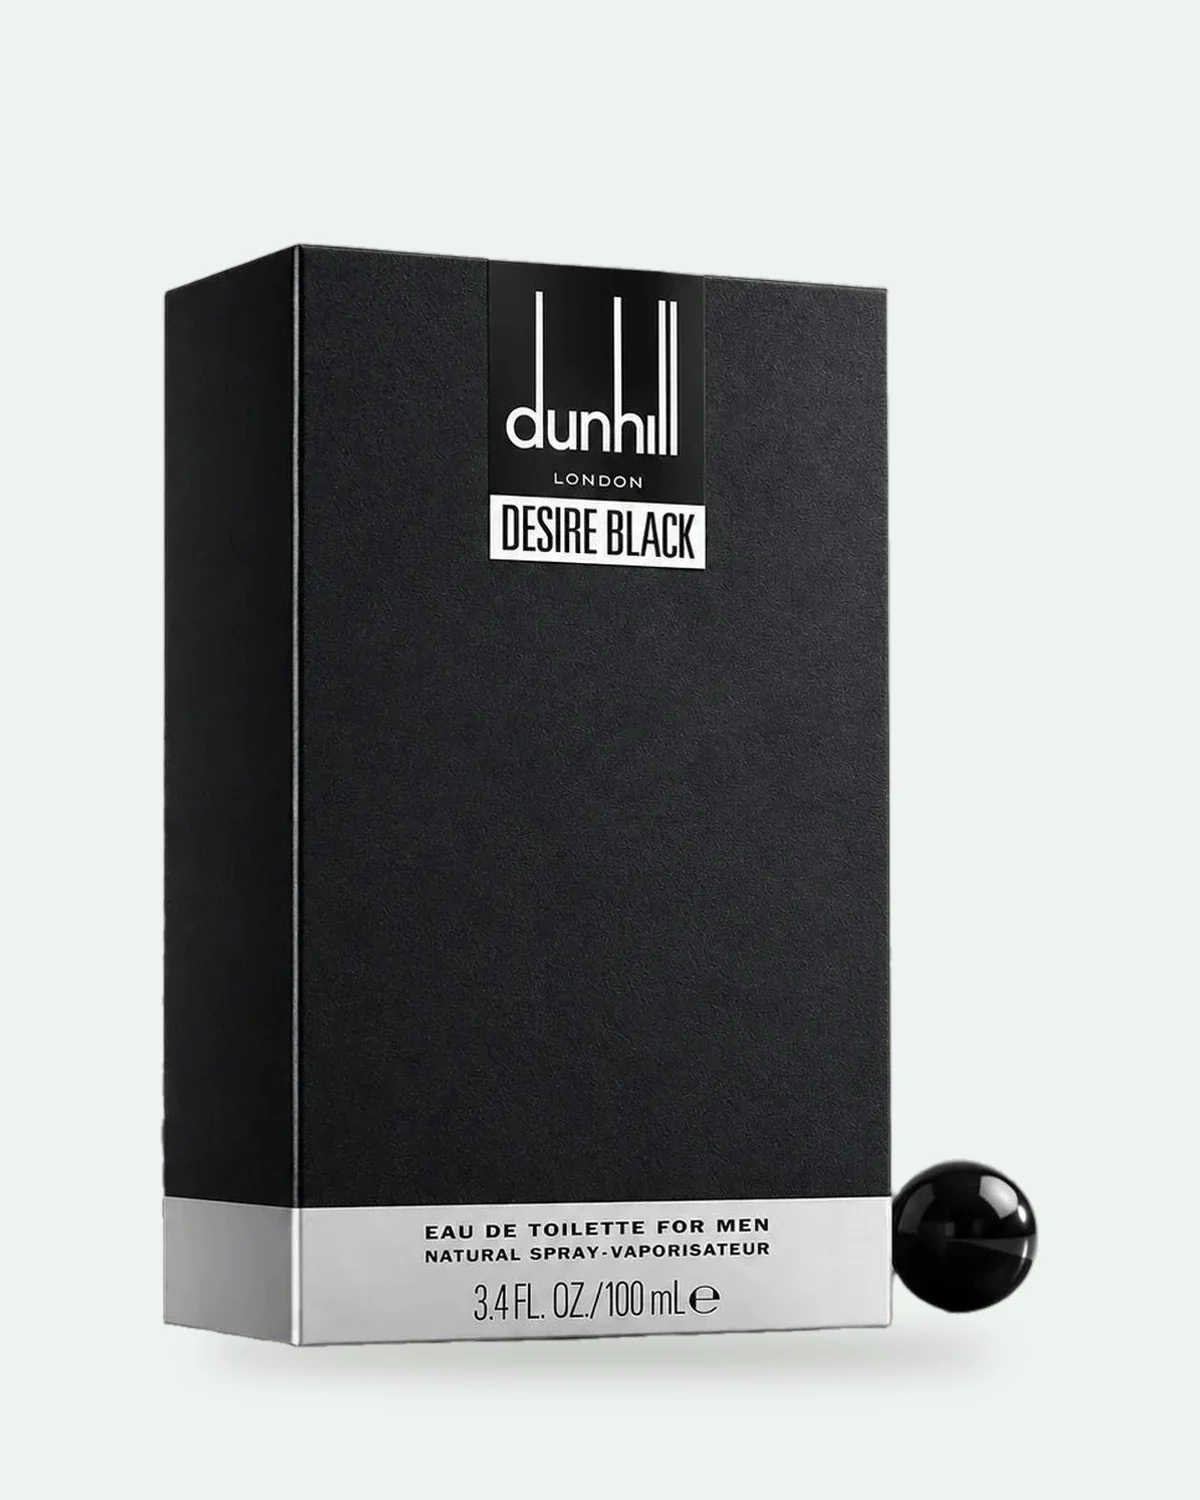 dunhill
LONDON
DESIRE BLACK
EAU DE TOILETTE FOR MEN
NATURAL SPRAY-VAPORISATEUR
3.4 FL. OZ./100 mL ℮